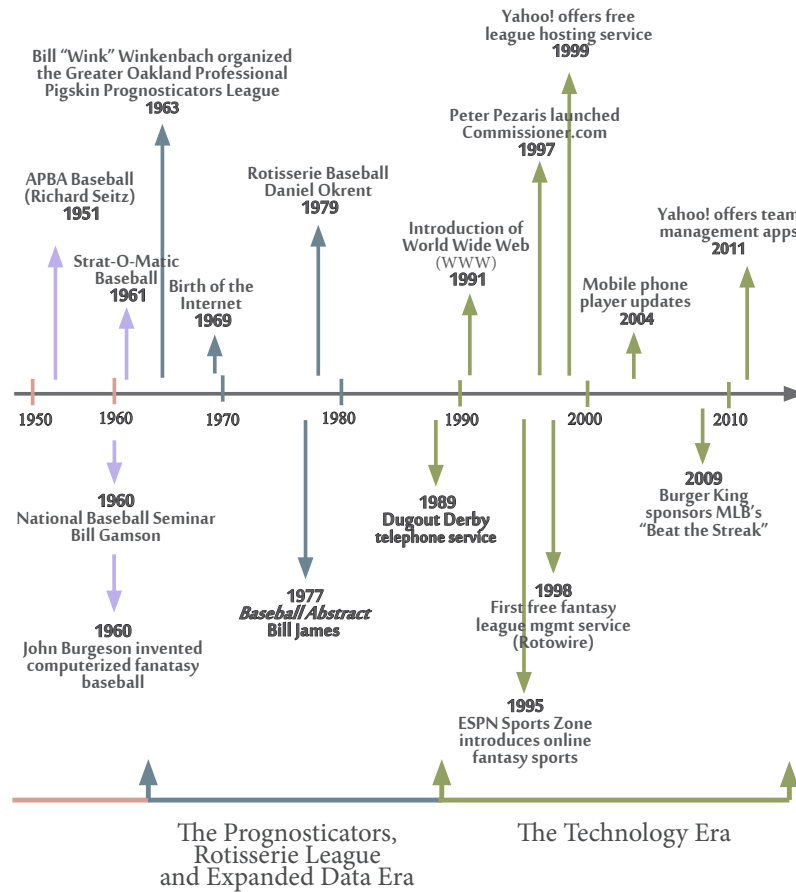 Yahoo! offers free
league hosting service
1999
Bill “Wink” Winkenbach organized
the Greater Oakland Professional
Pigskin Prognosticators League
1963
Peter Pezaris launched
Commissioner.com
1997
APBA Baseball
(Richard Seitz)
1951
Rotisserie Baseball
Daniel Okrent
1979
Introduction of
World Wide Web
(WWW)
1991
Yahoo! offers team
management apps
2011
Strat-O-Matic
Baseball
1961
Birth of the
Internet
1969
Mobile phone
player updates
2004
1950
1960
1970
1980
1990
2000
2010
1960
National Baseball Seminar
Bill Gamson
1960
John Burgeson invented
computerized fanatasy
baseball
1977
Baseball Abstract
Bill James
1989
Dugout Derby
telephone service
1998
First free fantasy
league mgmt service
(Rotowire)
1995
ESPN Sports Zone
introduces online
fantasy sports
2009
Burger King
sponsors MLB’s
“Beat the Streak”
The Prognosticators,
Rotisserie League
and Expanded Data Era
The Technology Era